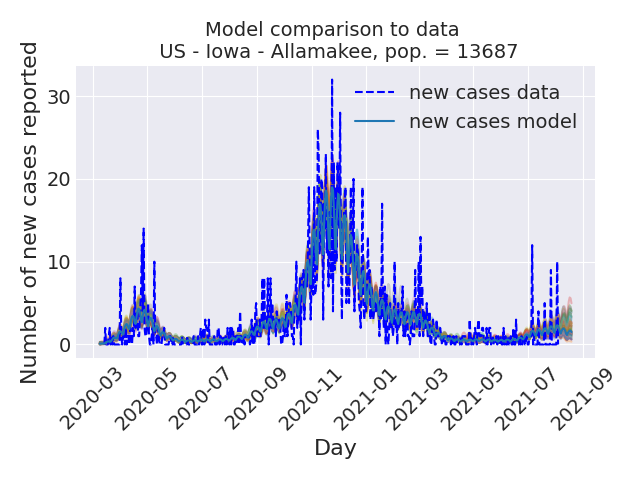 Model comparison to data
US - Iowa - Allamakee, pop. = 13687
new cases data
new cases model
Number of new cases reported
30
20
10
0
2020-03
2020-05
2020-07
2020-09
2020-11
2021-01
2021-03
2021-05
2021-07
2021-09
Day